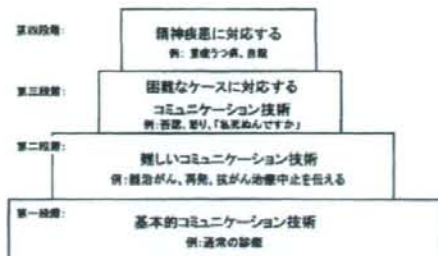 第四段階:
精神疾患に対応する
例: 重症うつ病、自殺
第三段階:
困難なケースに対応する
コミュニケーション技術
例:否認、怒り、「私死ぬんですか」
第二段階:
難しいコミュニケーション技術
例:難治がん、再発、抗がん治療中止を伝える
第一段階:
基本的コミュニケーション技術
例:通常の診療